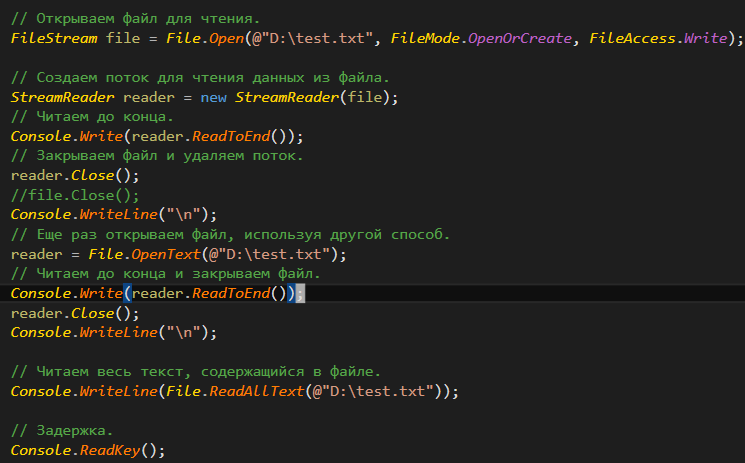 // Открываем файл для чтения.
FileStream file = File.Open(@"D:\test.txt", FileMode.OpenOrCreate, FileAccess.Write);
// Создаем поток для чтения данных из файла.
StreamReader reader = new StreamReader(file);
// Читаем до конца.
Console.Write(reader.ReadToEnd());
// Закрываем файл и удаляем поток.
reader.Close();
//file.Close();
Console.WriteLine("\n");
// Еще раз открываем файл, используя другой способ.
reader = File.OpenText(@"D:\test.txt");
// Читаем до конца и закрываем файл.
Console.Write(reader.ReadToEnd());
reader.Close();
Console.WriteLine("\n");
// Читаем весь текст, содержащийся в файле.
Console.WriteLine(File.ReadAllText(@"D:\test.txt"));
// Задержка.
Console.ReadKey();